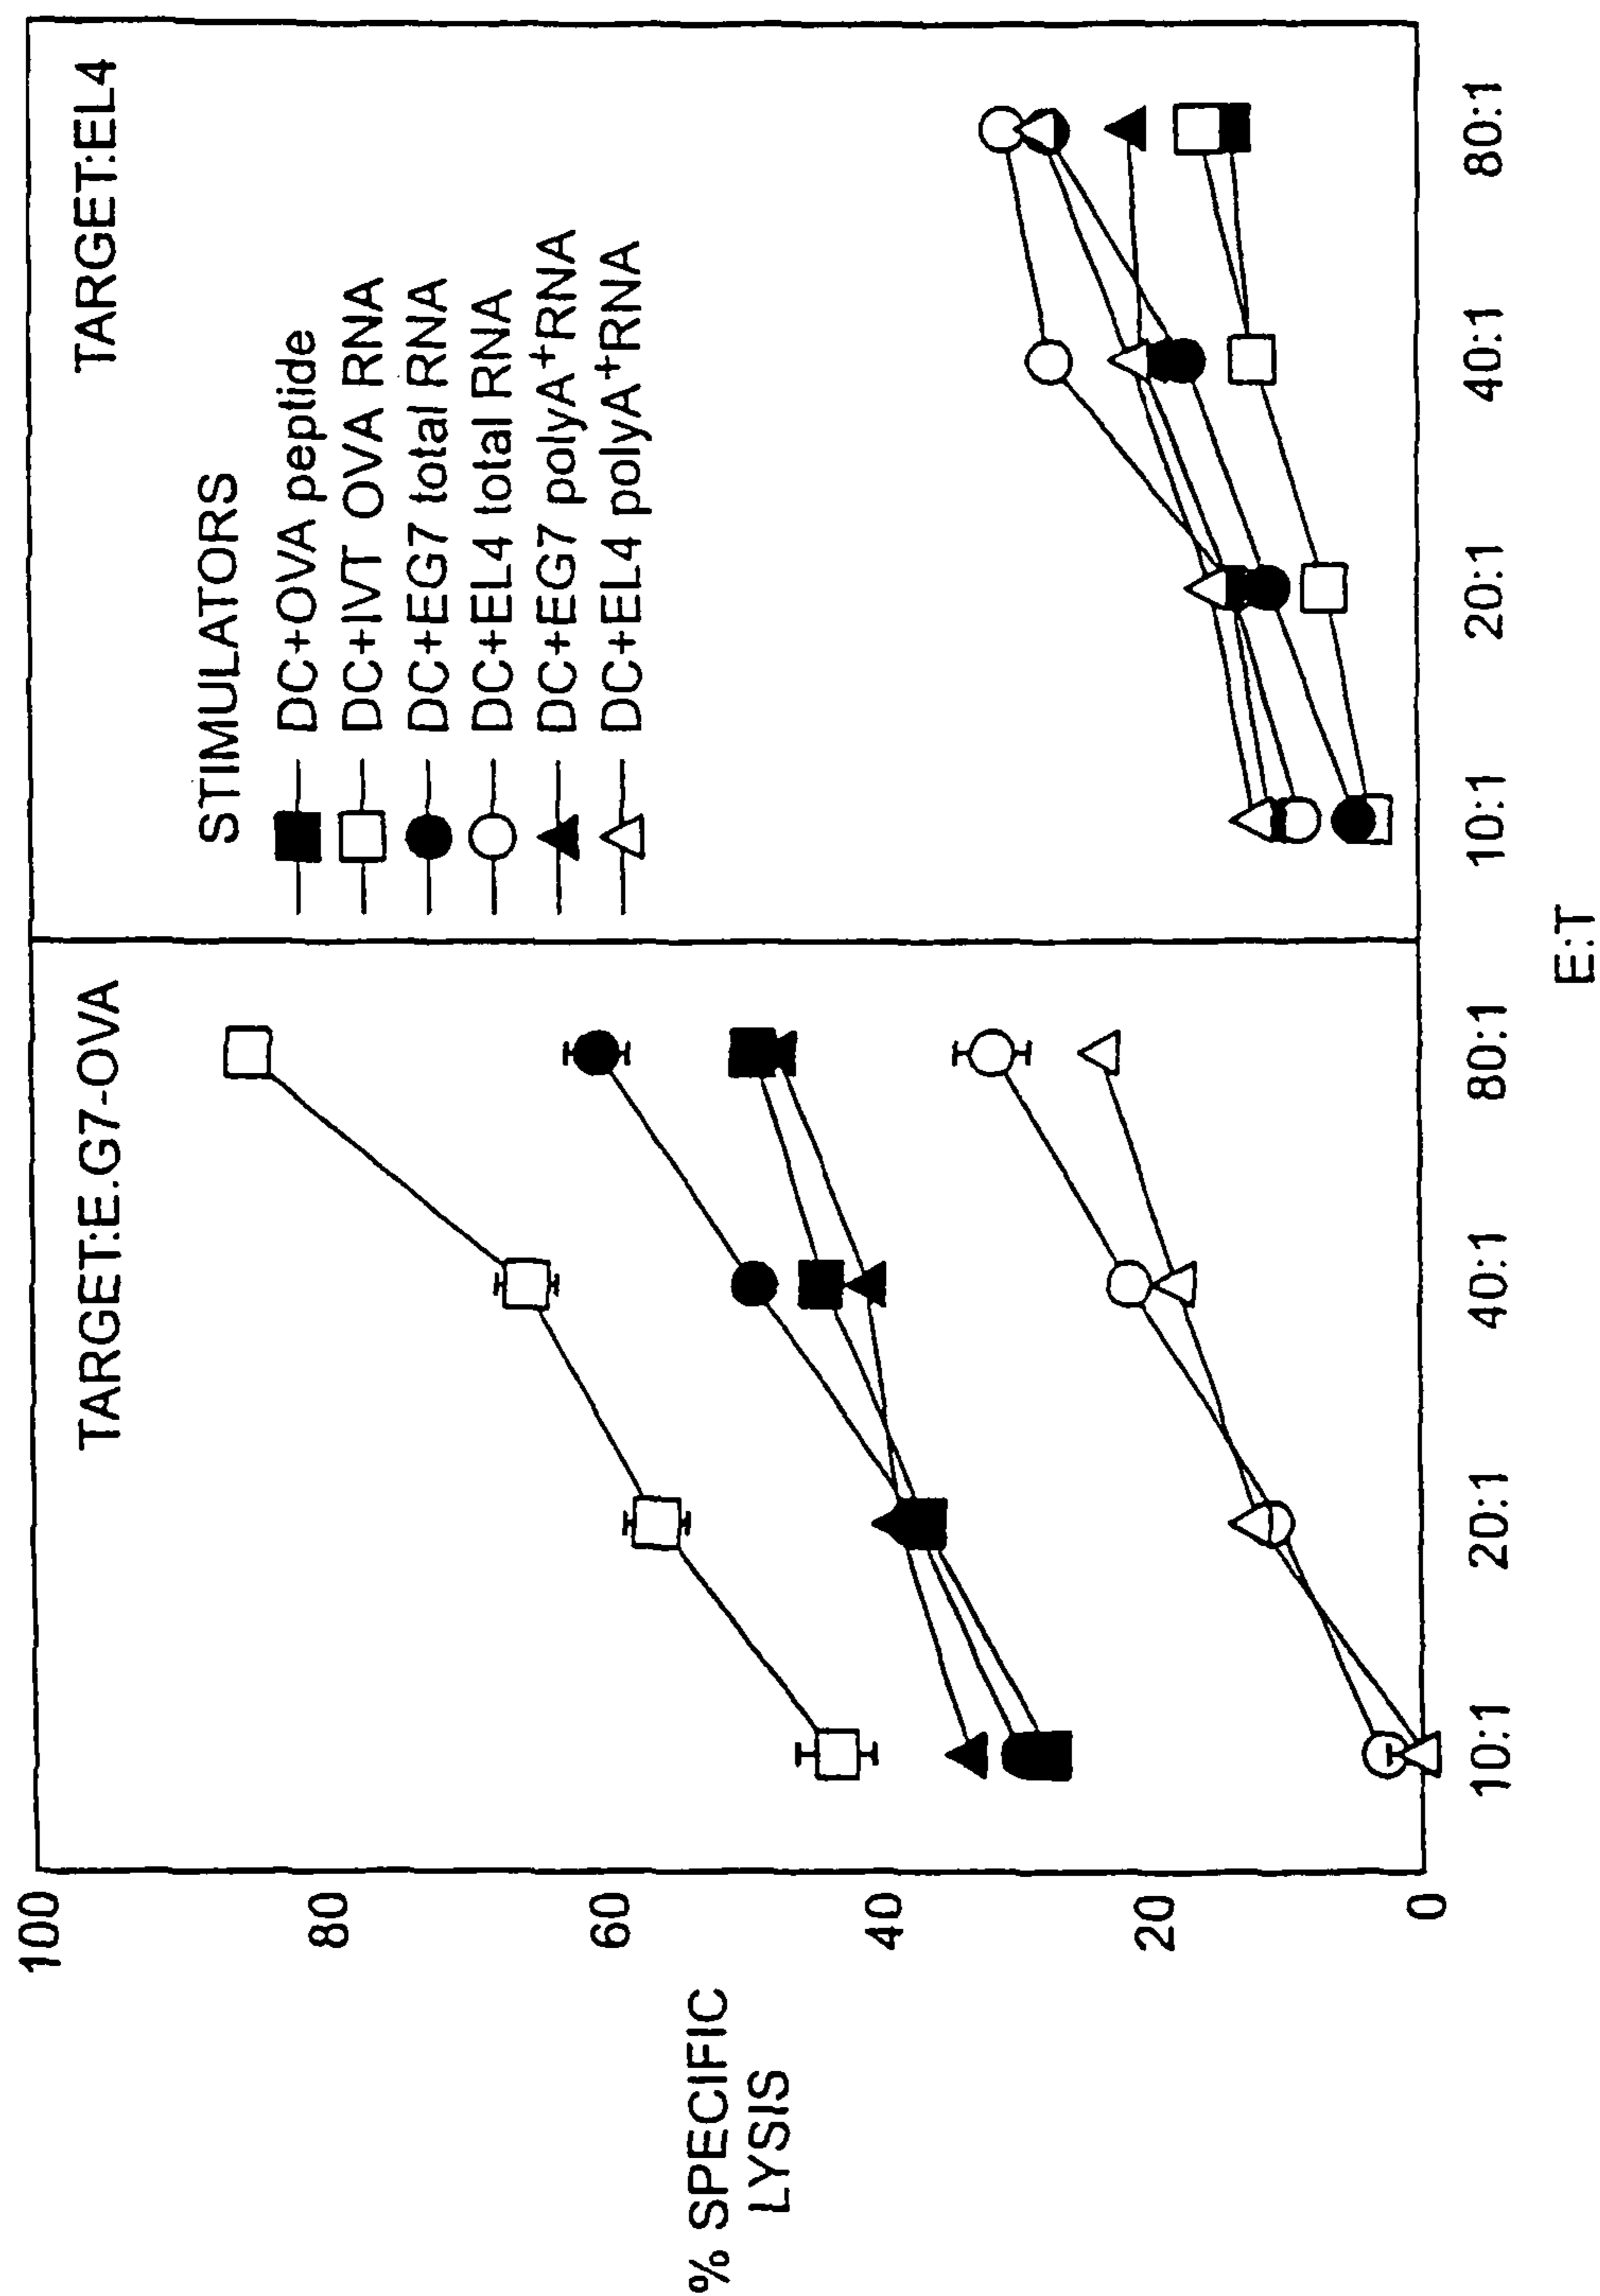 TARGET:E.G7-OVA
TARGET:EL4
STIMULATORS
DC+OVA peptide
DC+IVT OVA RNA
DC+EG7 total RNA
DC+EL4 total RNA
DC+EG7 polyA+RNA
DC+EL4 polyA+RNA
% SPECIFIC
LYSIS
100
80
60
40
20
0
10:1 20:1 40:1 80:1 10:1 20:1 40:1 80:1
E:T